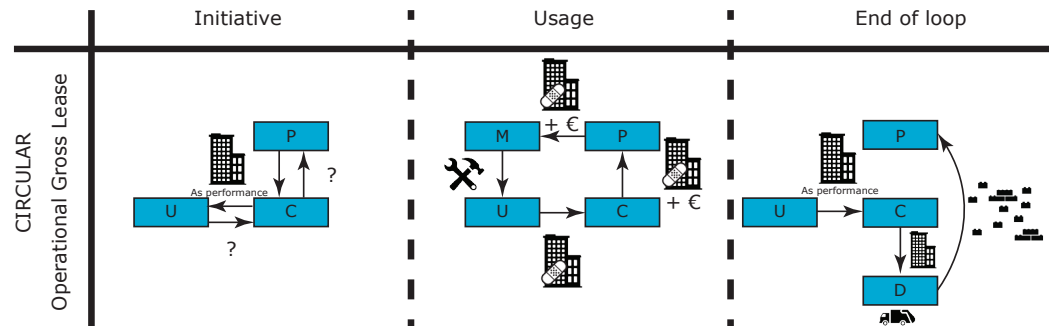 Initiative
Usage
End of loop
CIRCULAR
Operational Gross Lease
P
?
As performance
U
C
?
+ €
M
P
+ €
U
C
P
As performance
U
C
D